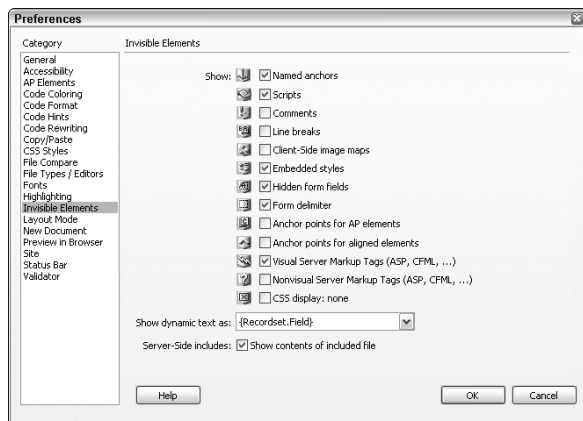 Preferences
Category
General
Accessibility
AP Elements
Code Coloring
Code Format
Code Hints
Code Rewriting
Copy/Paste
CSS Styles
File Compare
File Types / Editors
Fonts
Highlighting
Invisible Elements
Layout Mode
New Document
Preview in Browser
Site
Status Bar
Validator
Invisible Elements
Show: Named anchors
Scripts
Comments
Line breaks
Client-Side image maps
Embedded styles
Hidden form fields
Form delimiter
Anchor points for AP elements
Anchor points for aligned elements
Visual Server Markup Tags (ASP, CFML, ...)
Nonvisual Server Markup Tags (ASP, CFML, ...)
CSS display: none
Show dynamic text as: {Recordset.Field}
Server-Side includes: Show contents of included file
Help OK Cancel